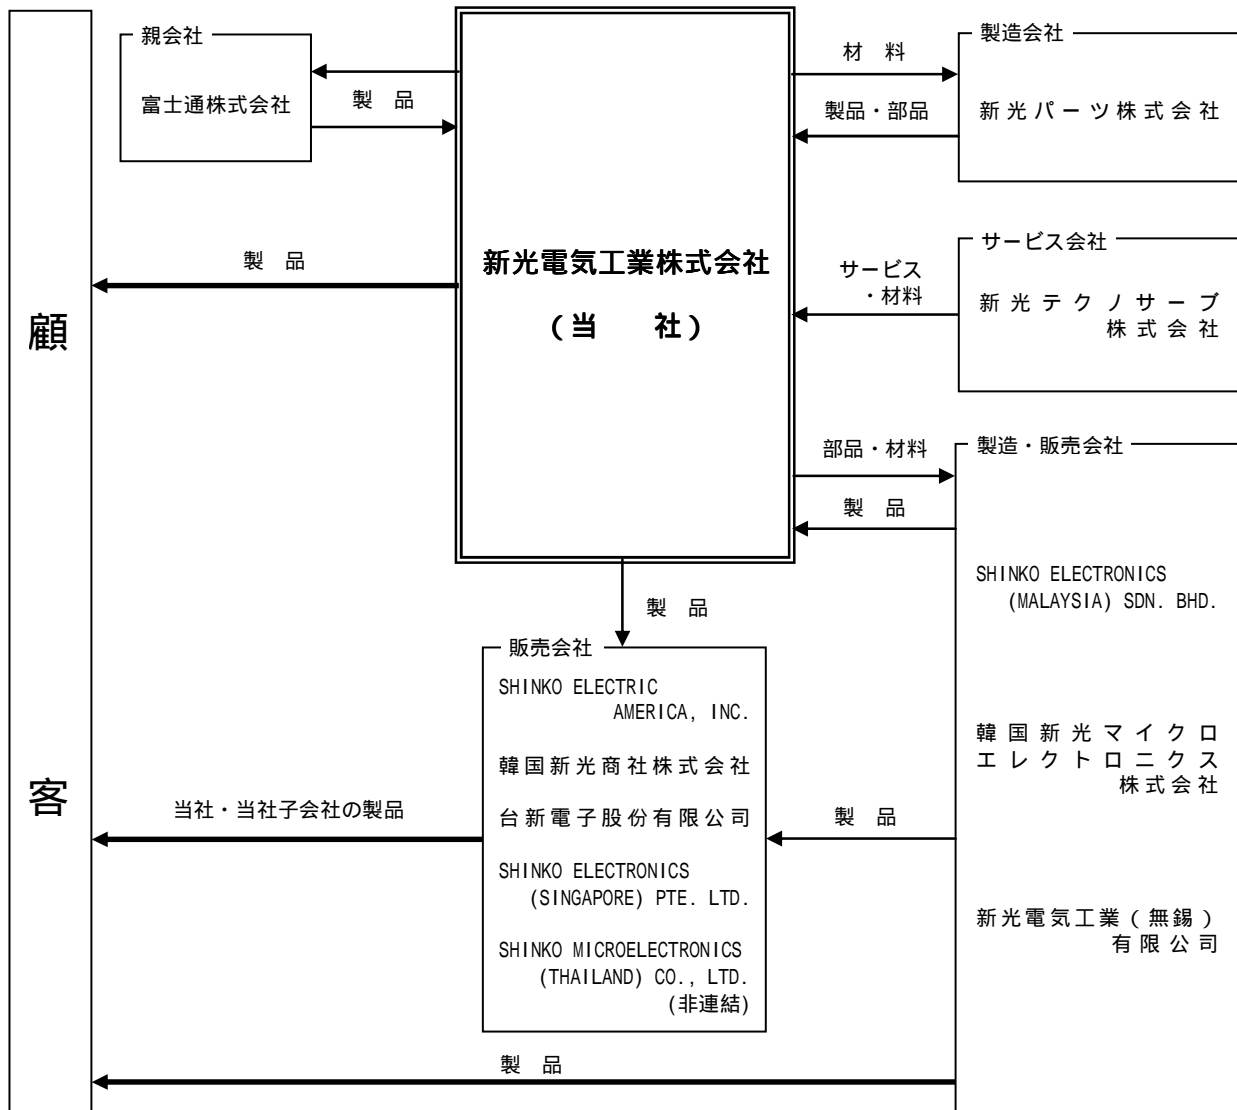 顧
客
親会社
富士通株式会社
製　品
製　品
新光電気工業株式会社
（当　　社）
材　料
製品・部品
製造会社
新光パーツ株式会社
サービス
・材料
サービス会社
新光テクノサーブ
株式会社
部品・材料
製　品
製造・販売会社
SHINKO ELECTRONICS
(MALAYSIA) SDN. BHD.
韓国新光マイクロ
エレクトロニクス
株式会社
新光電気工業（無錫）
有限公司
製　品
販売会社
SHINKO ELECTRIC
AMERICA, INC.
韓国新光商社株式会社
台新電子股份有限公司
SHINKO ELECTRONICS
(SINGAPORE) PTE. LTD.
SHINKO MICROELECTRONICS
(THAILAND) CO., LTD.
(非連結)
当社・当社子会社の製品
製　品
製　品